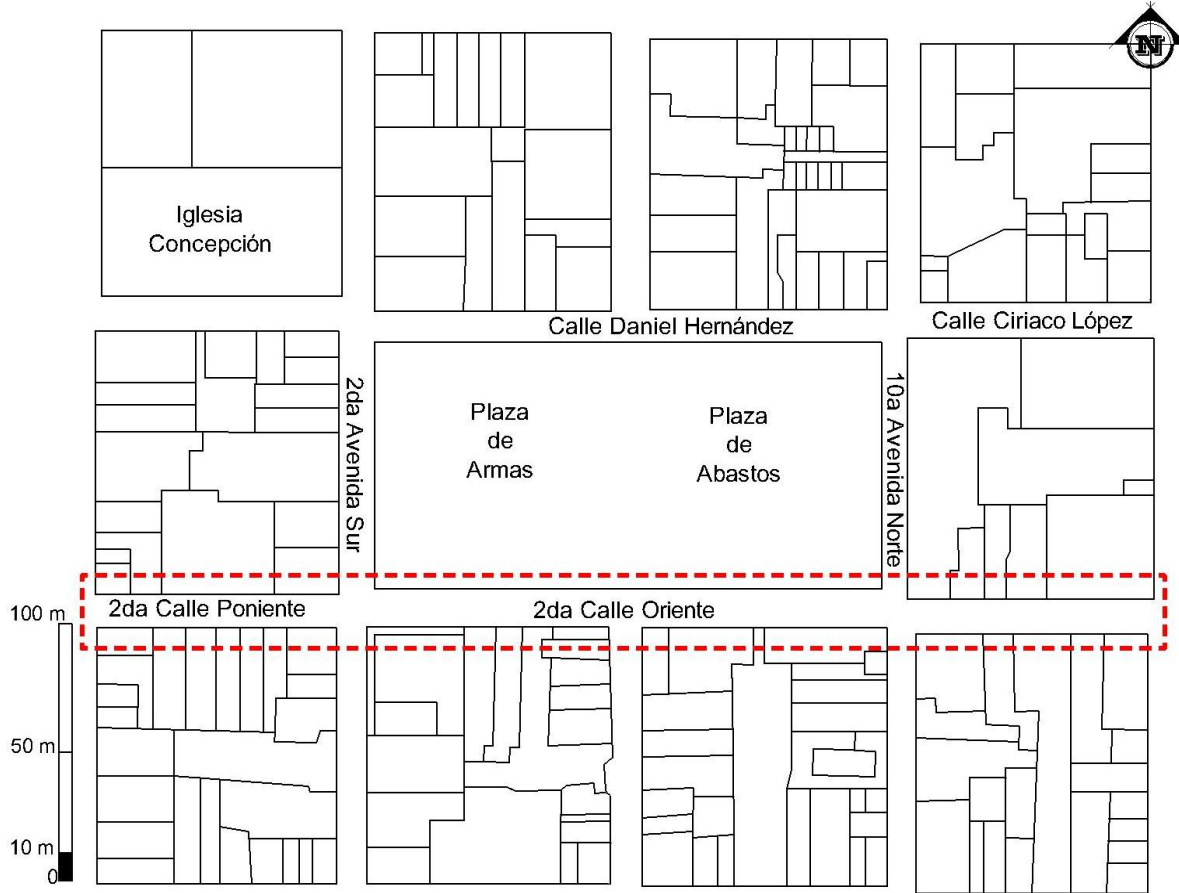 N
Iglesia
Concepción
Calle Daniel Hernández
Calle Ciriaco López
2da Avenida Sur
Plaza
de
Armas
Plaza
de
Abastos
10a Avenida Norte
100 m
2da Calle Poniente
2da Calle Oriente
50 m
10 m
0